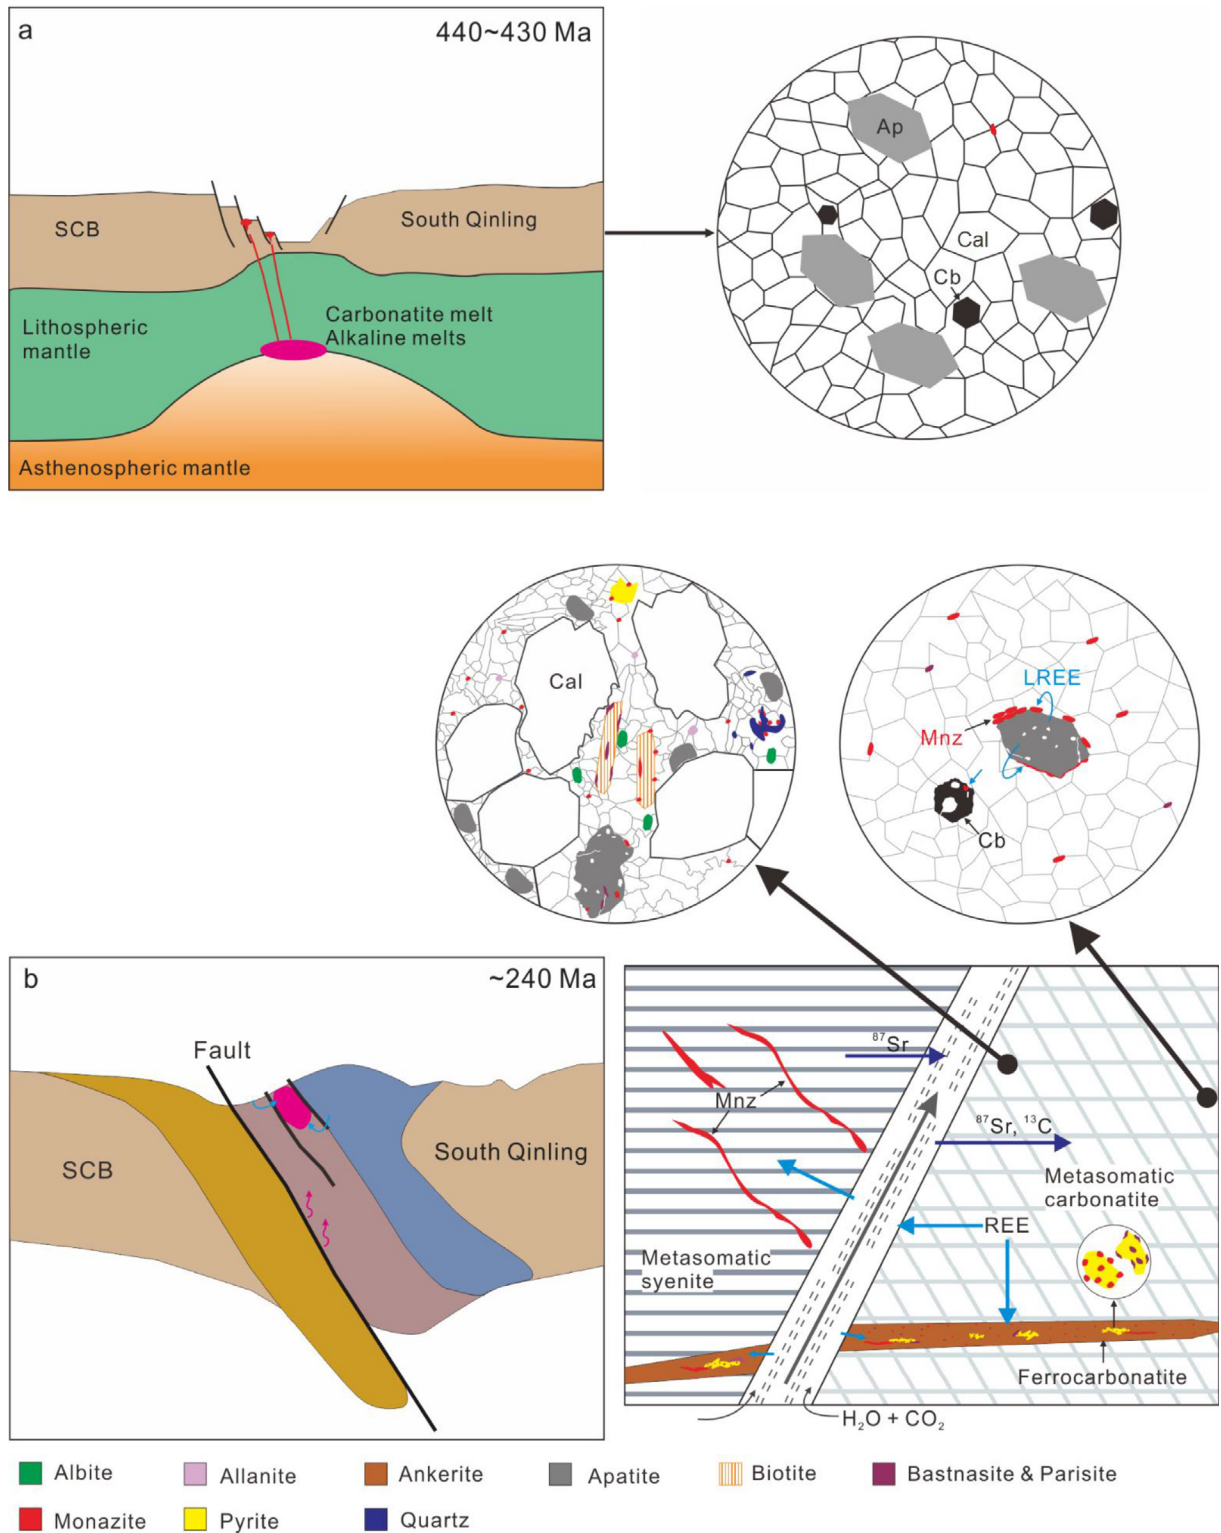 a
440~430 Ma
SCB
South Qinling
Lithospheric
mantle
Carbonatite melt
Alkaline melts
Asthenospheric mantle
Ap
Cal
Cb
Cal
LREE
Mnz
Cb
b
~240 Ma
Fault
SCB
South Qinling
⁸⁷Sr
Mnz
⁸⁷Sr, ¹³C
Metasomatic
carbonatite
REE
Metasomatic
syenite
Ferrocarbonatite
H₂O + CO₂
Albite
Allanite
Ankerite
Apatite
Biotite
Bastnasite & Parisite
Monazite
Pyrite
Quartz